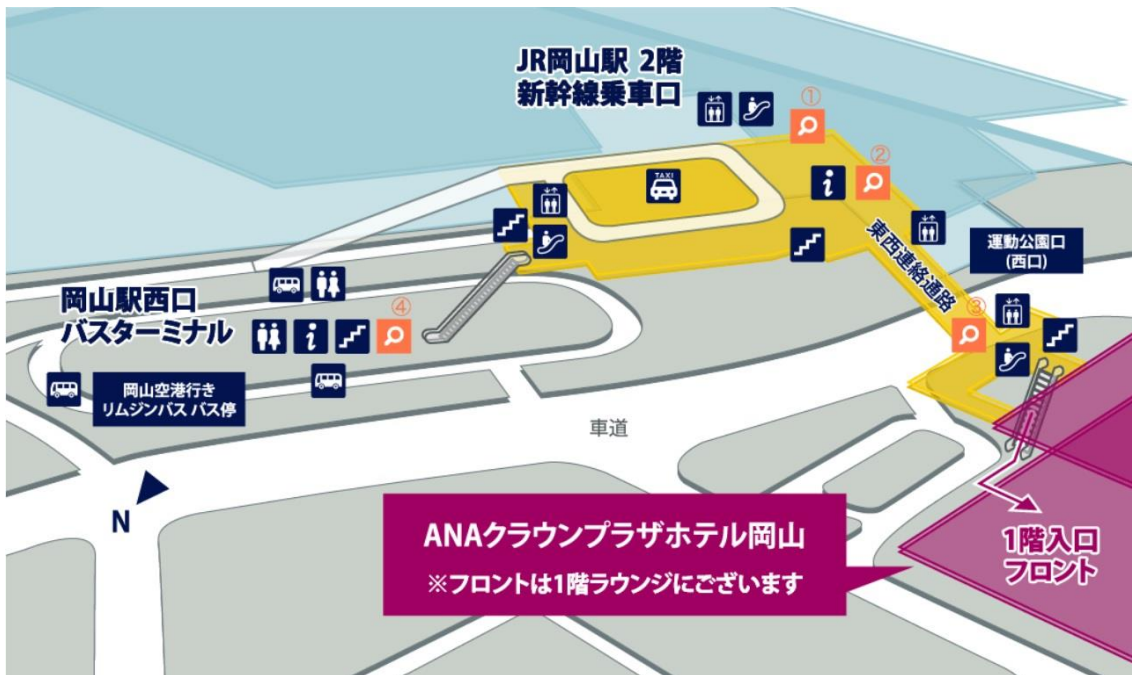 JR岡山駅 2階
新幹線乗車口
①
②
TAXI
東西連絡通路
運動公園口
(西口)
岡山駅西口
バスターミナル
④
③
岡山空港行き
リムジンバス バス停
車道
N
ANAクラウンプラザホテル岡山
※フロントは1階ラウンジにございます
1階入口
フロント